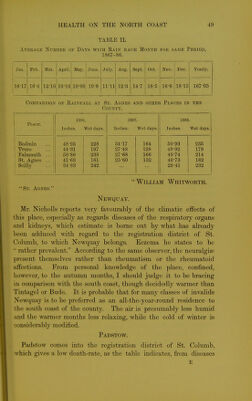 HEALTH ON THE NORTH COAST 49
TABLE II.
Average Number of Days with Rain each Month for same Period,
1867–86.
Jan. Feb. Mar. April. May. June. July. Aug. Sept. Oct. Nov. Dec. Yearly.
Comparison of Rainfall at St. Agnes and other Places in the
County.
Place. 1886. 1887. 1888.
Inches. Wet days. Inches. Wet days. Inches. Wet days.
Bodmin
Truro
Falmouth
St. Agnes
Scilly
"William Whitworth.
"St. Agnes."
Newquay.
Mr. Nicholls reports very favourably of the climatic effects of
this place, especially as regards diseases of the respiratory organs
and kidneys, which estimate is borne out by what has already
been adduced with regard to the registration district of St.
Columb, to which Newquay belongs. Eczema he states to be
"rather prevalent." According to the same observer, the neuralgic
present themselves rather than rheumatism or the rheumatoid
affections. From personal knowledge of the place, confined,
however, to the autumn months, I should judge it to be bracing
in comparison with the south coast, though decidedly warmer than
Tintagel or Bude. It is probable that for many classes of invalids
Newquay is to be preferred as an all-the-year-round residence to
the south coast of the county. The air is presumably less humid
and the warmer months less relaxing, while the cold of winter is
considerably modified.
Padstow.
Padstow comes into the registration district of St. Columb,
which gives a low death-rate, as the table indicates, from diseases
E